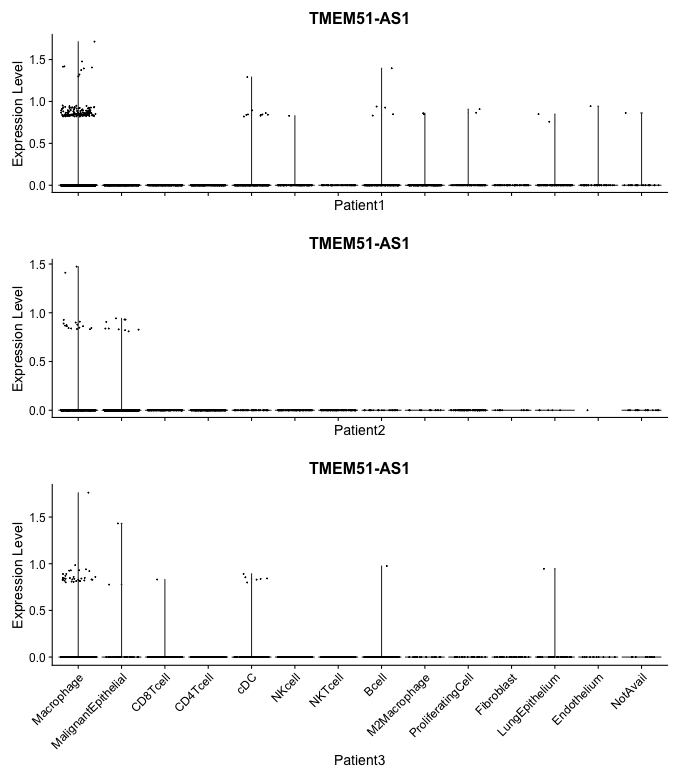 TMEM51-AS1
Expression Level
1.5
1.0
0.5
0.0
Patient1
TMEM51-AS1
Expression Level
1.5
1.0
0.5
0.0
Patient2
TMEM51-AS1
Expression Level
1.5
1.0
0.5
0.0
Macrophage
MalignantEpithelial
CD8Tcell
CD4Tcell
cDC
NKcell
NKTcell
Bcell
M2Macrophage
ProliferatingCell
Fibroblast
LungEpithelium
Endothelium
NotAvail
Patient3